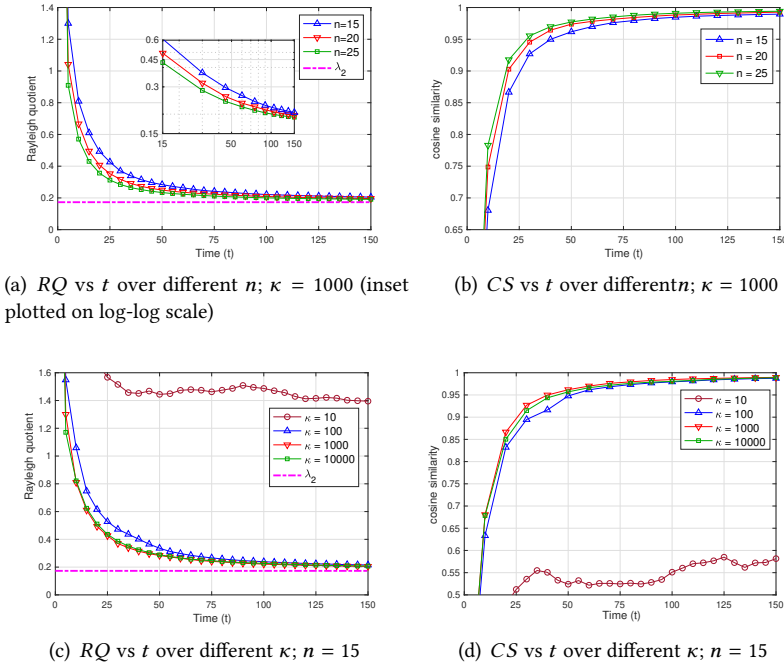 1.4
1.2
1
0.8
0.6
0.4
0.2
0
Rayleigh quotient
0.6
0.45
0.3
0.15
15 50 100 150
n=15
n=20
n=25
λ2
0 25 50 75 100 125 150
Time (t)
1
0.95
0.9
0.85
0.8
0.75
0.7
0.65
cosine similarity
n = 15
n = 20
n = 25
0 25 50 75 100 125 150
Time (t)
(a) RQ vs t over different n; κ = 1000 (inset
plotted on log-log scale)
(b) CS vs t over differentn; κ = 1000
1.6
1.4
1.2
1
0.8
0.6
0.4
0.2
0
Rayleigh quotient
κ = 10
κ = 100
κ = 1000
κ = 10000
λ2
0 25 50 75 100 125 150
Time (t)
1
0.95
0.9
0.85
0.8
0.75
0.7
0.65
0.6
0.55
0.5
cosine similarity
κ = 10
κ = 100
κ = 1000
κ = 10000
0 25 50 75 100 125 150
Time (t)
(c) RQ vs t over different κ; n = 15
(d) CS vs t over different κ; n = 15